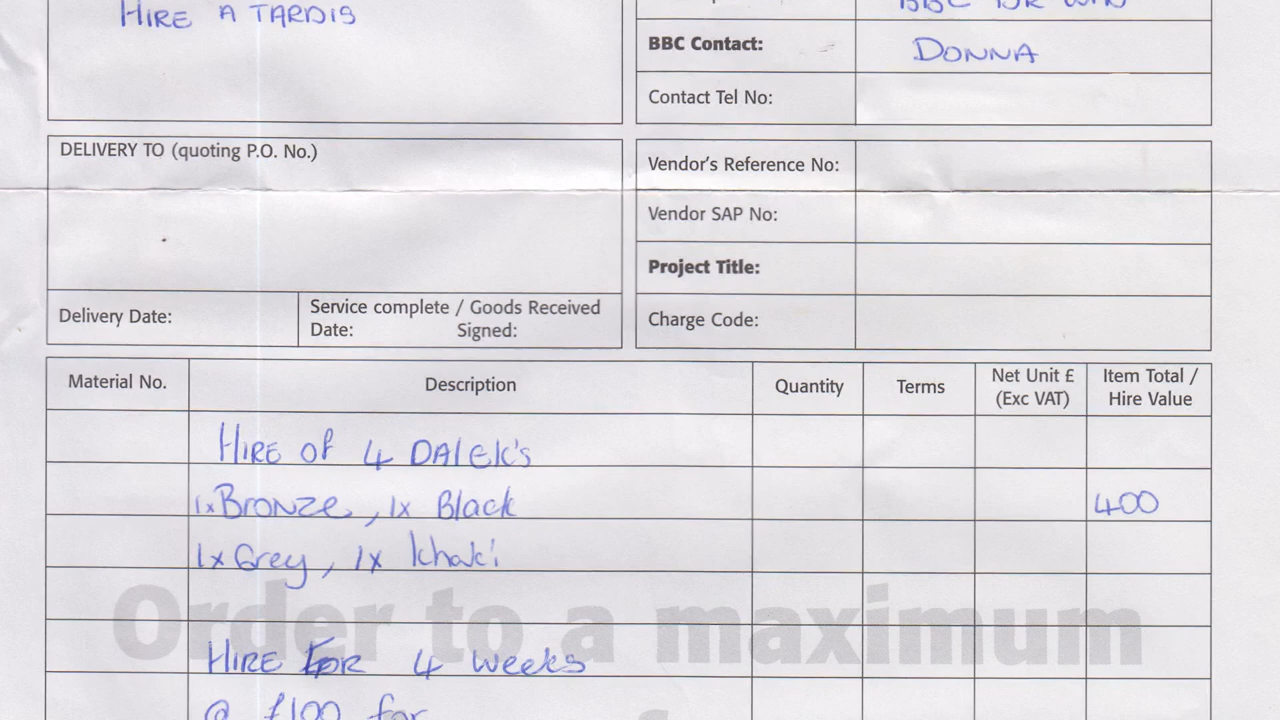 HIRE A TARDIS
BBC
BBC Contact: DONNA
Contact Tel No:
DELIVERY TO (quoting P.O. No.)
Vendor's Reference No:
Vendor SAP No:
Project Title:
Delivery Date:
Service complete / Goods Received
Date: Signed:
Charge Code:
Material No. Description Quantity Terms Net Unit £ (Exc VAT) Item Total / Hire Value
HIRE OF 4 DALEK's
1x Bronze, 1x Black 400
1x Grey, 1x Khaki
Order to a maximum
HIRE FOR 4 weeks
@ £100 for